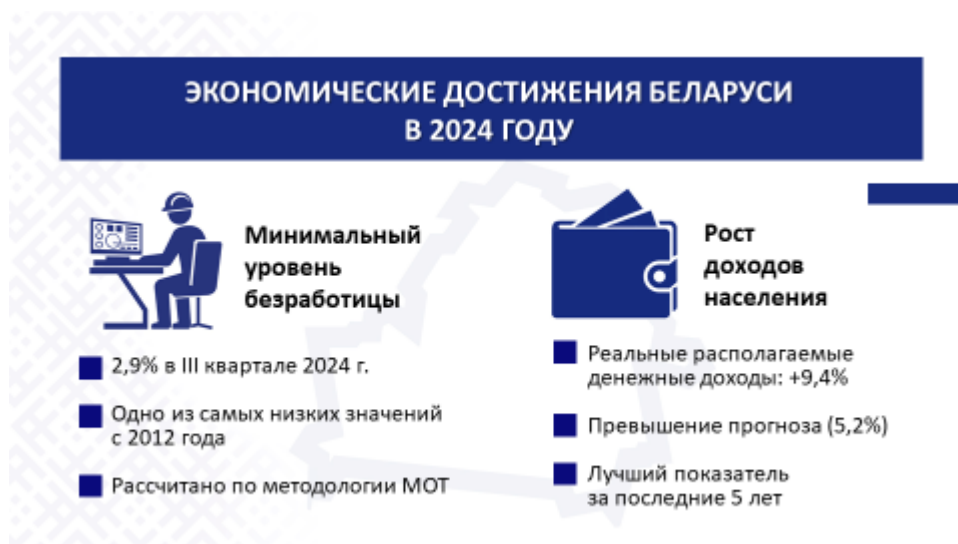 ЭКОНОМИЧЕСКИЕ ДОСТИЖЕНИЯ БЕЛАРУСИ
В 2024 ГОДУ
Минимальный
уровень
безработицы
2,9% в III квартале 2024 г.
Одно из самых низких значений
с 2012 года
Рассчитано по методологии МОТ
Рост
доходов
населения
Реальные располагаемые
денежные доходы: +9,4%
Превышение прогноза (5,2%)
Лучший показатель
за последние 5 лет